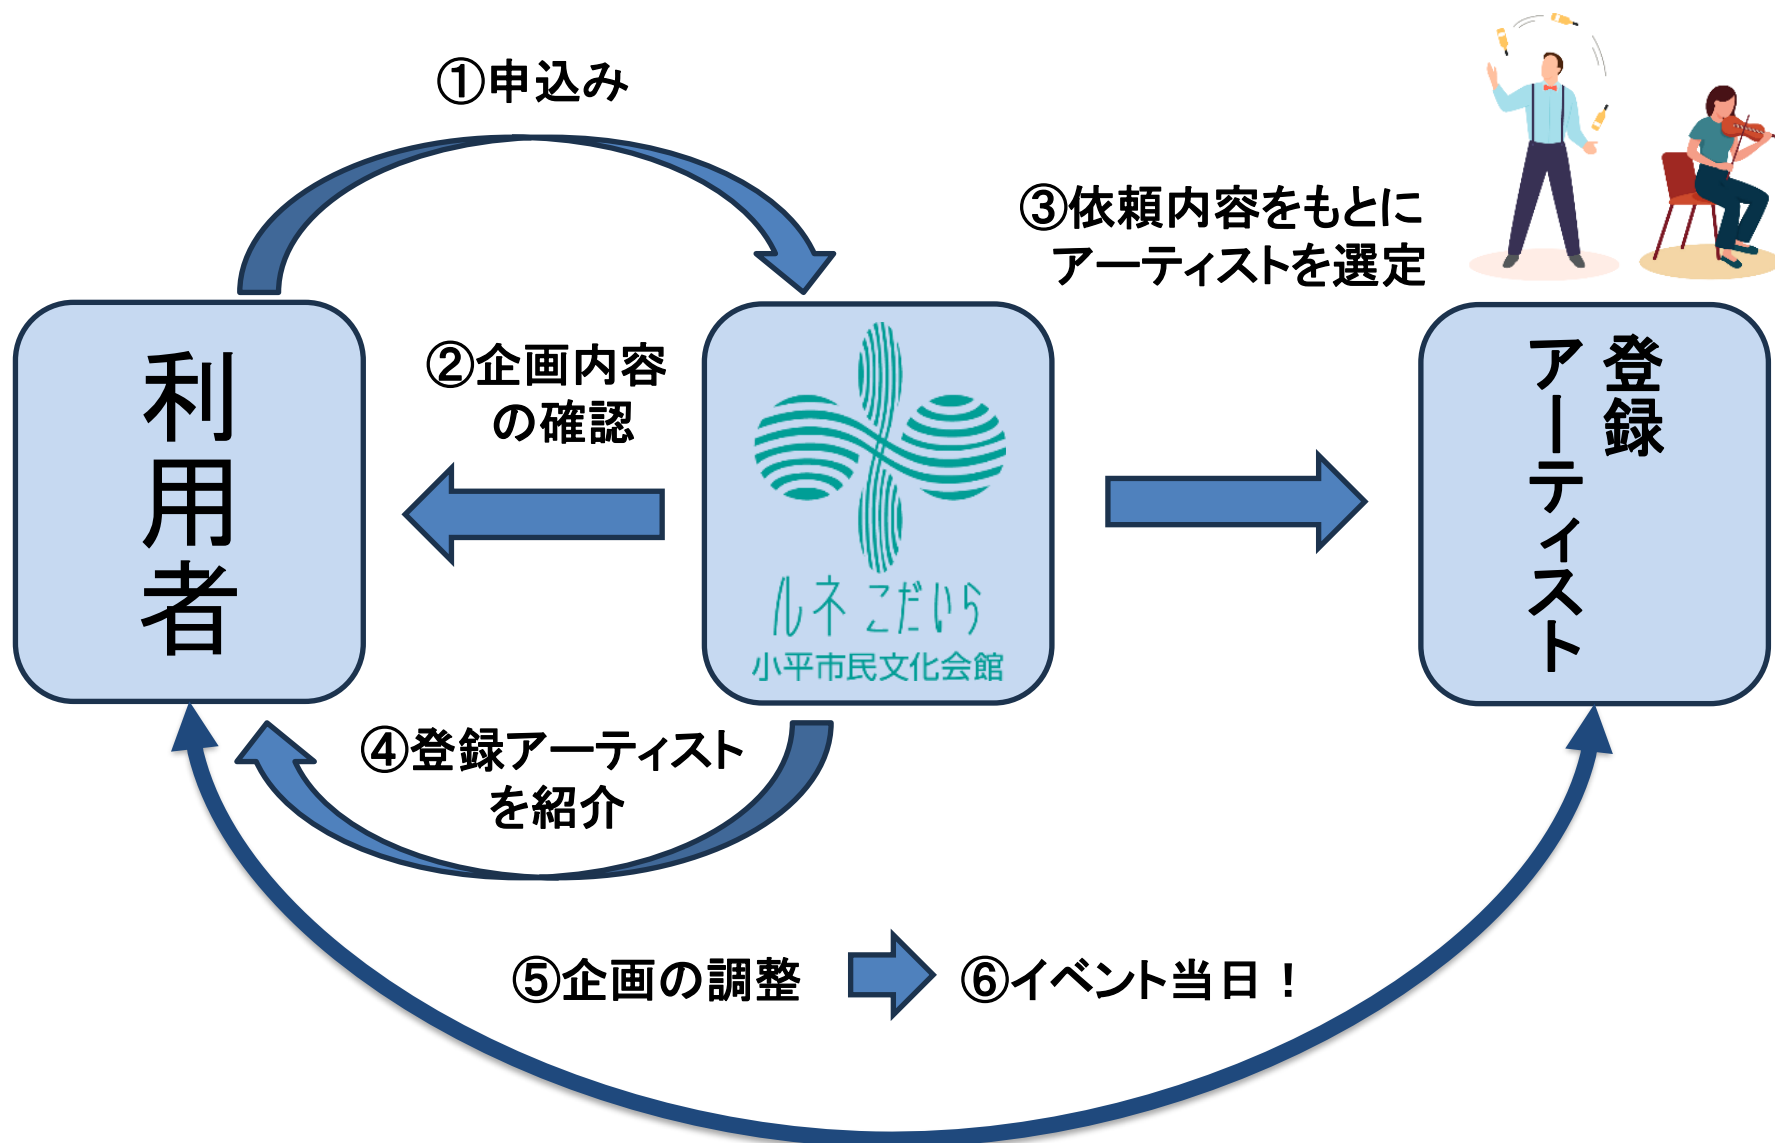 ①申込み
③依頼内容をもとに
アーティストを選定
利用者
②企画内容
の確認
ルネ こだいら
小平市民文化会館
登録
アーティスト
④登録アーティスト
を紹介
⑤企画の調整
⑥イベント当日！